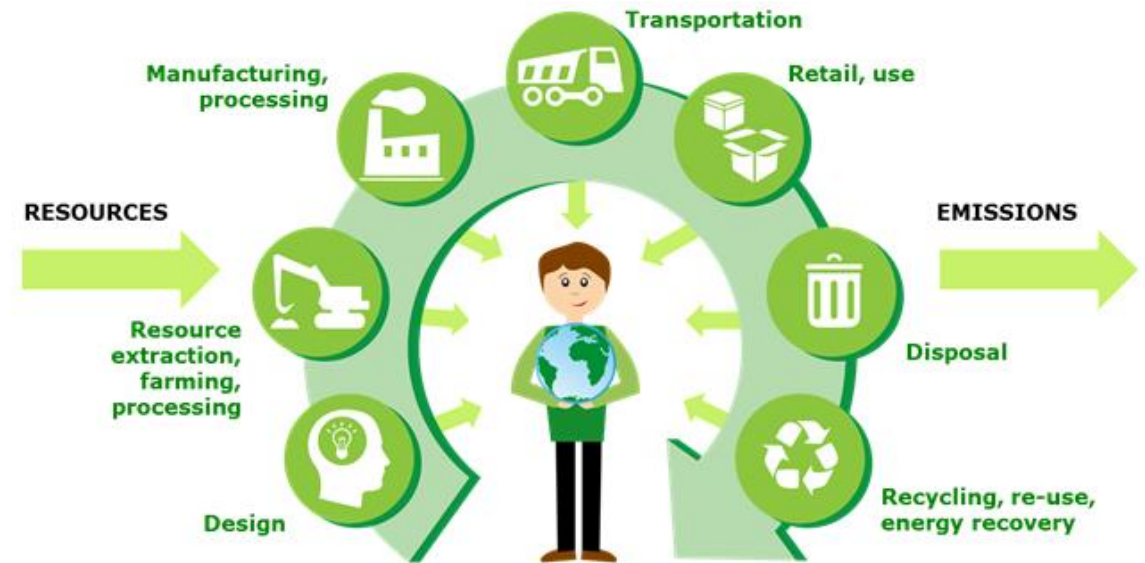 Transportation
Manufacturing,
processing
Retail, use
RESOURCES
EMISSIONS
Resource
extraction,
farming,
processing
Disposal
Design
Recycling, re-use,
energy recovery